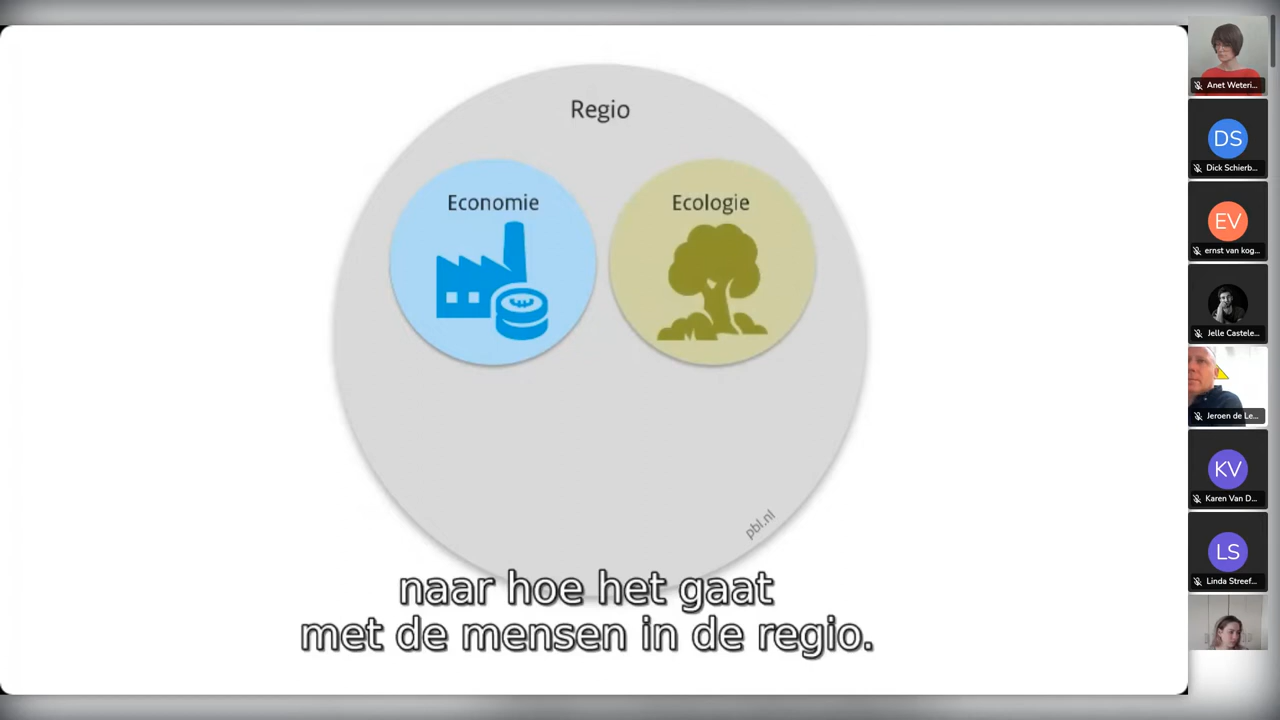 Regio
Economie
Ecologie
pbl.nl
naar hoe het gaat
met de mensen in de regio.
Anet Weteri...
DS
Dick Schierb...
EV
ernst van kog...
Jelle Castele...
Jeroen de Le...
KV
Karen Van D...
LS
Linda Streef...